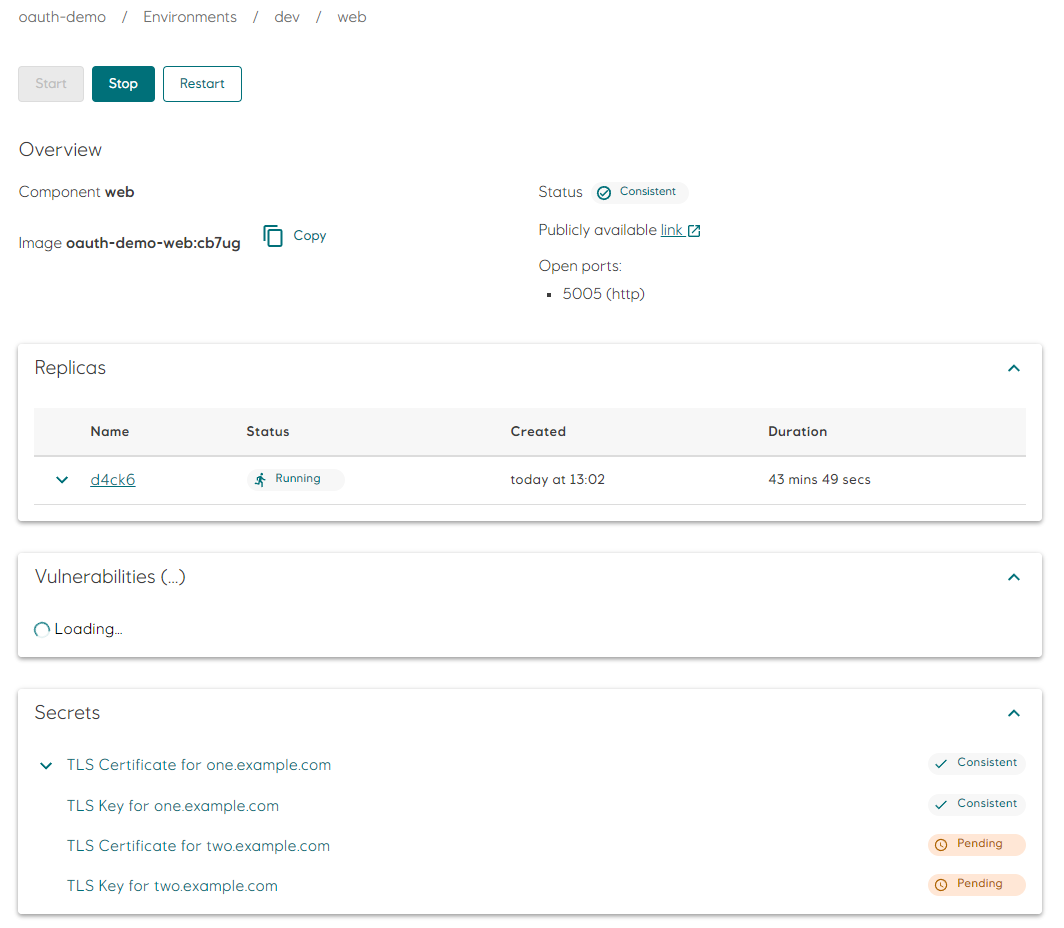 oauth-demo / Environments / dev / web
Start Stop Restart
Overview
Component web
Image oauth-demo-web:cb7ug Copy
Status Consistent
Publicly available link
Open ports:
▪ 5005 (http)
Replicas
Name Status Created Duration
d4ck6 Running today at 13:02 43 mins 49 secs
Vulnerabilities (...)
Loading...
Secrets
TLS Certificate for one.example.com Consistent
TLS Key for one.example.com Consistent
TLS Certificate for two.example.com Pending
TLS Key for two.example.com Pending